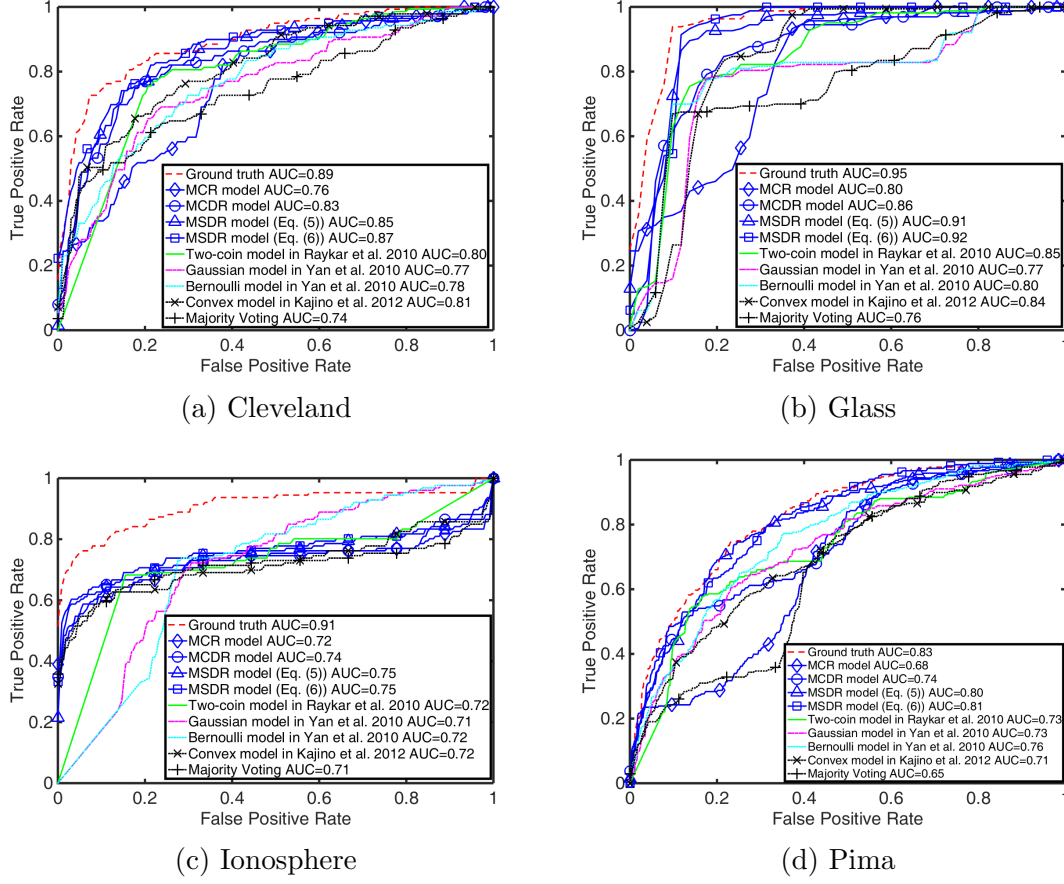 1
0.8
0.6
0.4
0.2
0
True Positive Rate
Ground truth AUC=0.89
MCR model AUC=0.76
MCDR model AUC=0.83
MSDR model (Eq. (5)) AUC=0.85
MSDR model (Eq. (6)) AUC=0.87
Two-coin model in Raykar et al. 2010 AUC=0.80
Gaussian model in Yan et al. 2010 AUC=0.77
Bernoulli model in Yan et al. 2010 AUC=0.78
Convex model in Kajino et al. 2012 AUC=0.81
Majority Voting AUC=0.74
0 0.2 0.4 0.6 0.8 1
False Positive Rate
(a) Cleveland
1
0.8
0.6
0.4
0.2
0
True Positive Rate
Ground truth AUC=0.95
MCR model AUC=0.80
MCDR model AUC=0.86
MSDR model (Eq. (5)) AUC=0.91
MSDR model (Eq. (6)) AUC=0.92
Two-coin model in Raykar et al. 2010 AUC=0.85
Gaussian model in Yan et al. 2010 AUC=0.77
Bernoulli model in Yan et al. 2010 AUC=0.80
Convex model in Kajino et al. 2012 AUC=0.84
Majority Voting AUC=0.76
0 0.2 0.4 0.6 0.8 1
False Positive Rate
(b) Glass
1
0.8
0.6
0.4
0.2
0
True Positive Rate
Ground truth AUC=0.91
MCR model AUC=0.72
MCDR model AUC=0.74
MSDR model (Eq. (5)) AUC=0.75
MSDR model (Eq. (6)) AUC=0.75
Two-coin model in Raykar et al. 2010 AUC=0.72
Gaussian model in Yan et al. 2010 AUC=0.71
Bernoulli model in Yan et al. 2010 AUC=0.72
Convex model in Kajino et al. 2012 AUC=0.72
Majority Voting AUC=0.71
0 0.2 0.4 0.6 0.8 1
False Positive Rate
(c) Ionosphere
1
0.8
0.6
0.4
0.2
0
True Positive Rate
Ground truth AUC=0.83
MCR model AUC=0.68
MCDR model AUC=0.74
MSDR model (Eq. (5)) AUC=0.80
MSDR model (Eq. (6)) AUC=0.81
Two-coin model in Raykar et al. 2010 AUC=0.73
Gaussian model in Yan et al. 2010 AUC=0.73
Bernoulli model in Yan et al. 2010 AUC=0.76
Convex model in Kajino et al. 2012 AUC=0.71
Majority Voting AUC=0.65
0 0.2 0.4 0.6 0.8 1
False Positive Rate
(d) Pima